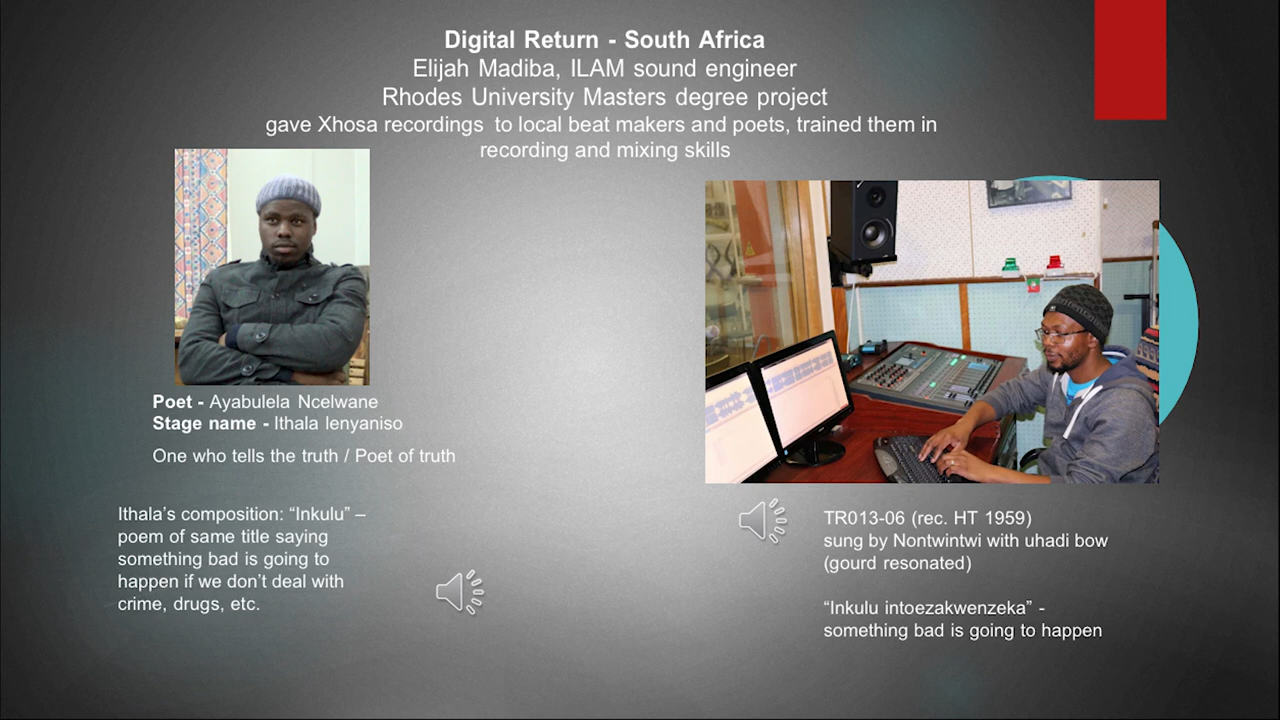 Digital Return - South Africa
Elijah Madiba, ILAM sound engineer
Rhodes University Masters degree project
gave Xhosa recordings to local beat makers and poets, trained them in
recording and mixing skills
Poet - Ayabulela Ncelwane
Stage name - Ithala lenyaniso
One who tells the truth / Poet of truth
Ithala’s composition: “Inkulu” –
poem of same title saying
something bad is going to
happen if we don’t deal with
crime, drugs, etc.
TR013-06 (rec. HT 1959)
sung by Nontwintwi with uhadi bow
(gourd resonated)
“Inkulu intoezakwenzeka” -
something bad is going to happen